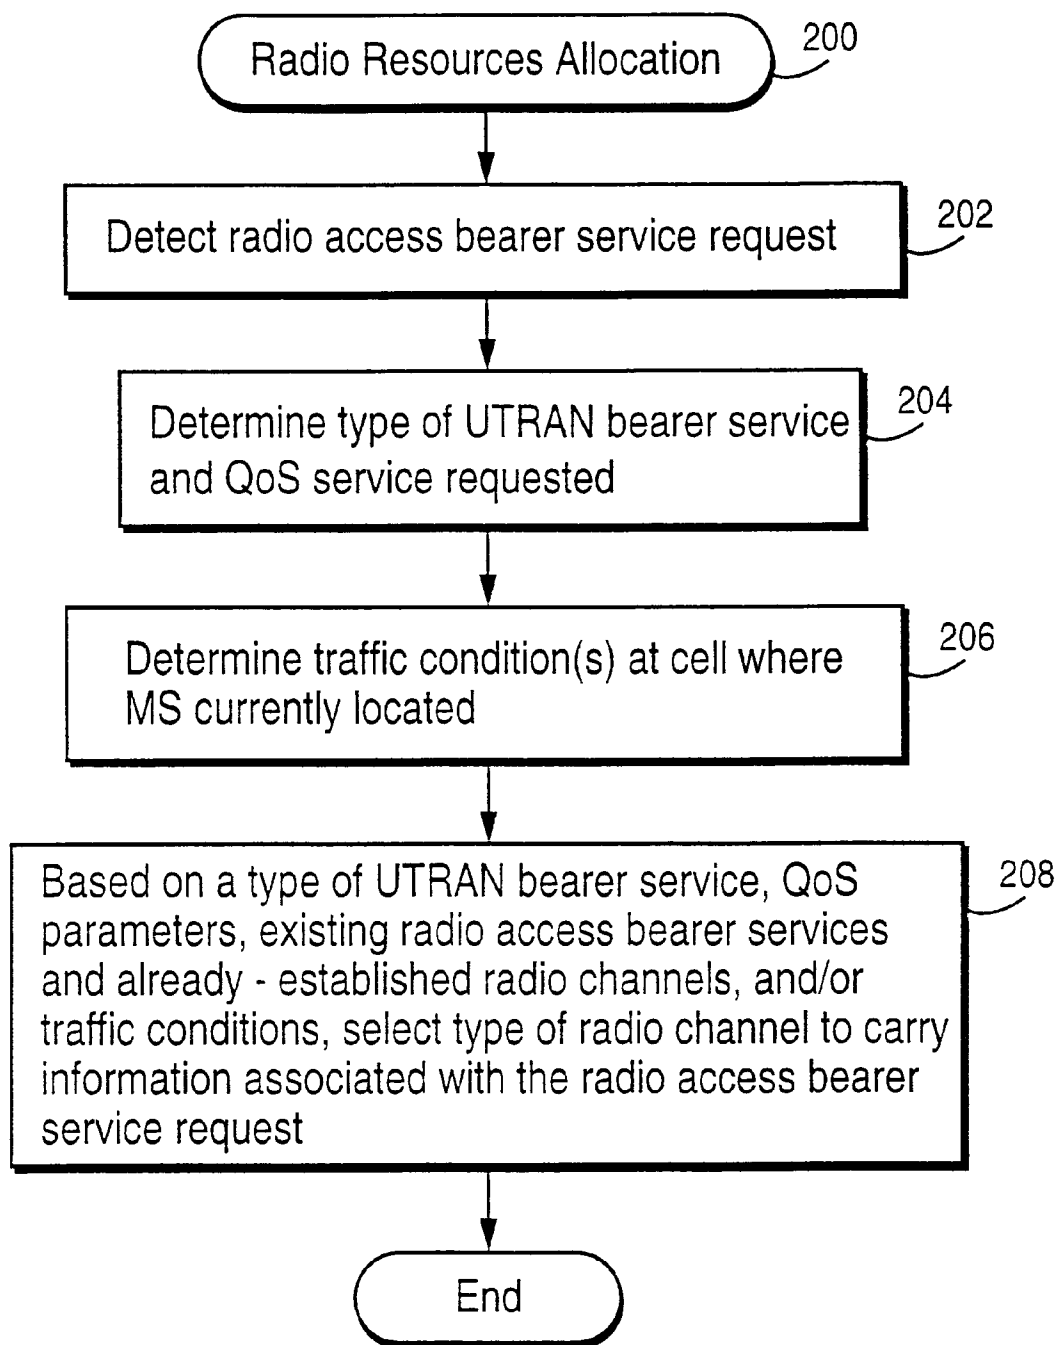 Radio Resources Allocation
200
Detect radio access bearer service request
202
Determine type of UTRAN bearer service
and QoS service requested
204
Determine traffic condition(s) at cell where
MS currently located
206
Based on a type of UTRAN bearer service, QoS
parameters, existing radio access bearer services
and already - established radio channels, and/or
traffic conditions, select type of radio channel to carry
information associated with the radio access bearer
service request
208
End